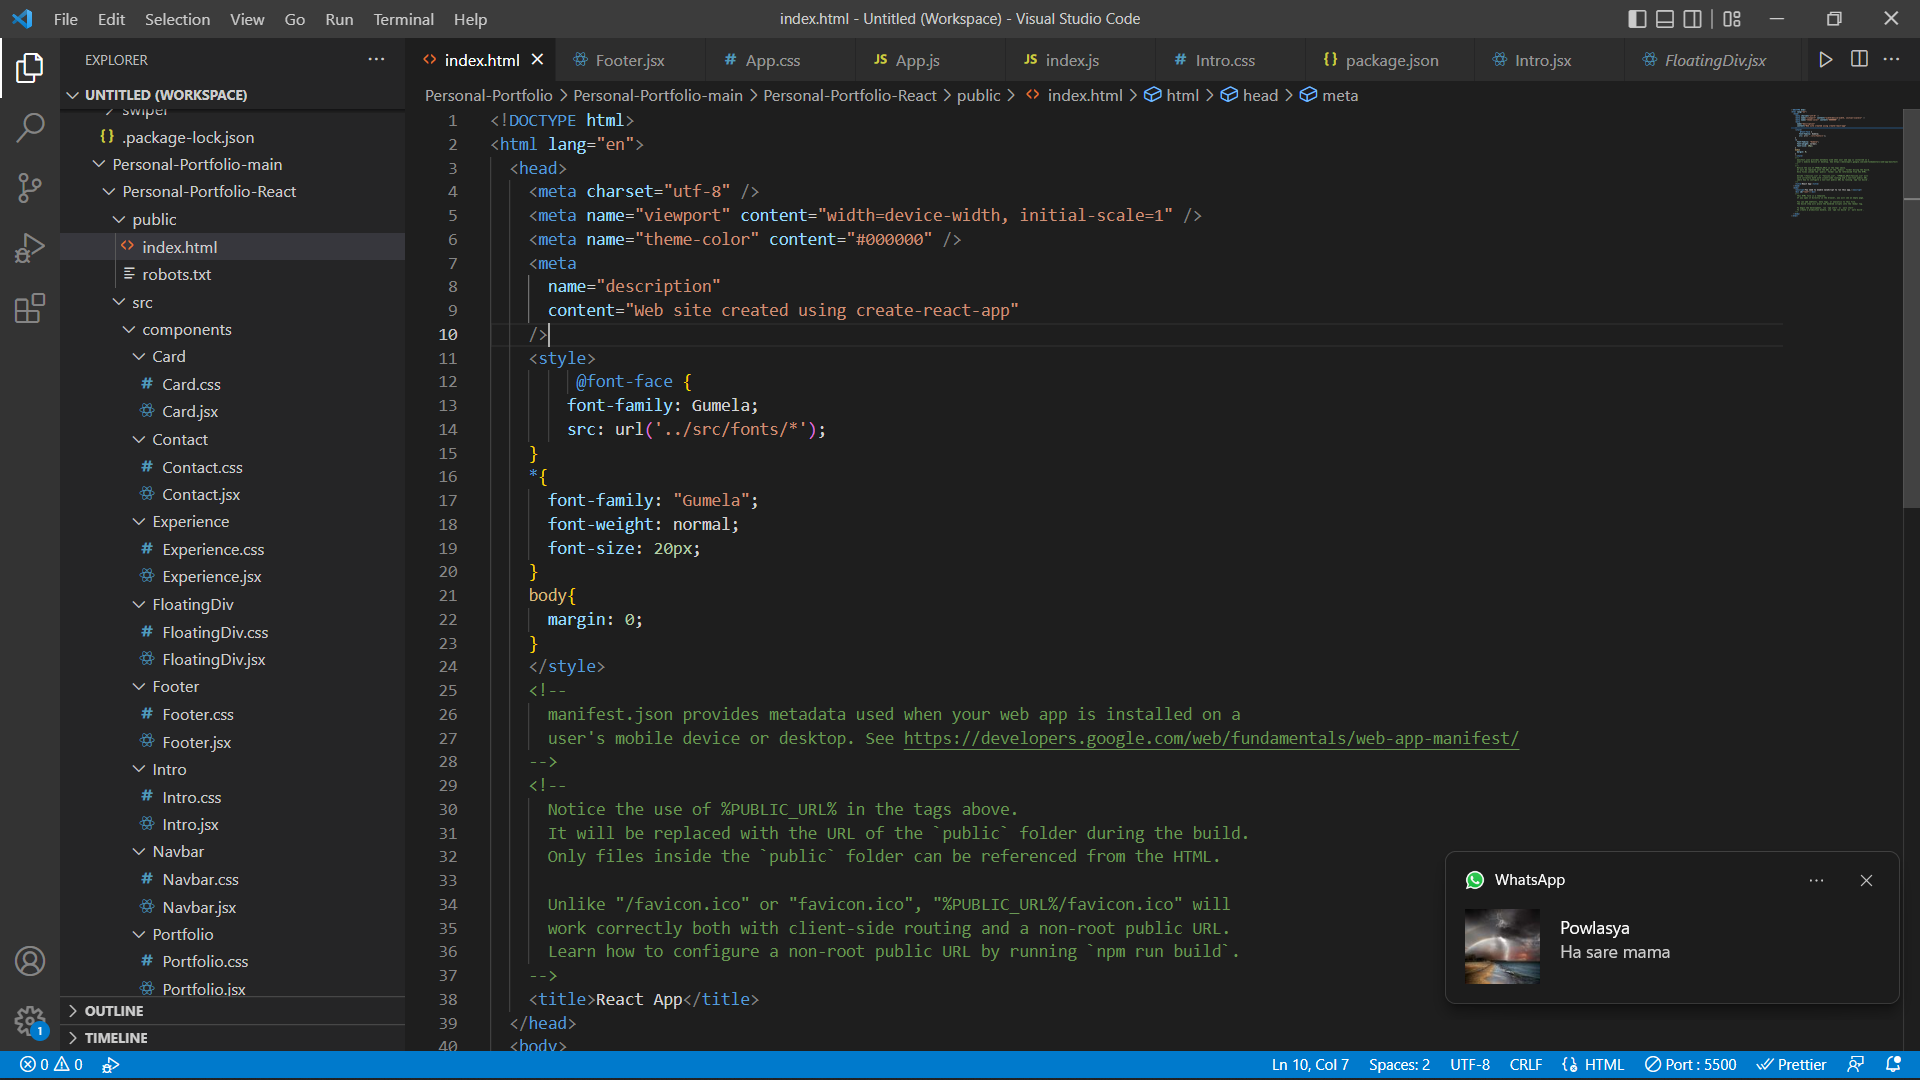 File Edit Selection View Go Run Terminal Help
index.html - Untitled (Workspace) - Visual Studio Code
EXPLORER
UNTITLED (WORKSPACE)
swiper
.package-lock.json
Personal-Portfolio-main
Personal-Portfolio-React
public
index.html
robots.txt
src
components
Card
Card.css
Card.jsx
Contact
Contact.css
Contact.jsx
Experience
Experience.css
Experience.jsx
FloatingDiv
FloatingDiv.css
FloatingDiv.jsx
Footer
Footer.css
Footer.jsx
Intro
Intro.css
Intro.jsx
Navbar
Navbar.css
Navbar.jsx
Portfolio
Portfolio.css
Portfolio.jsx
OUTLINE
TIMELINE
1
index.html Footer.jsx # App.css JS App.js JS index.js # Intro.css {} package.json Intro.jsx FloatingDiv.jsx
Personal-Portfolio > Personal-Portfolio-main > Personal-Portfolio-React > public > <> index.html > html > head > meta
1 <!DOCTYPE html>
2 <html lang="en">
3 <head>
4 <meta charset="utf-8" />
5 <meta name="viewport" content="width=device-width, initial-scale=1" />
6 <meta name="theme-color" content="#000000" />
7 <meta
8 name="description"
9 content="Web site created using create-react-app"
10 />
11 <style>
12 @font-face {
13 font-family: Gumela;
14 src: url('../src/fonts/*');
15 }
16 *{
17 font-family: "Gumela";
18 font-weight: normal;
19 font-size: 20px;
20 }
21 body{
22 margin: 0;
23 }
24 </style>
25 <!--
26 manifest.json provides metadata used when your web app is installed on a
27 user's mobile device or desktop. See https://developers.google.com/web/fundamentals/web-app-manifest/
28 -->
29 <!--
30 Notice the use of %PUBLIC_URL% in the tags above.
31 It will be replaced with the URL of the `public` folder during the build.
32 Only files inside the `public` folder can be referenced from the HTML.
33
34 Unlike "/favicon.ico" or "favicon.ico", "%PUBLIC_URL%/favicon.ico" will
35 work correctly both with client-side routing and a non-root public URL.
36 Learn how to configure a non-root public URL by running `npm run build`.
37 -->
38 <title>React App</title>
39 </head>
40 <body>
WhatsApp
Powlasya
Ha sare mama
0 0
Ln 10, Col 7 Spaces: 2 UTF-8 CRLF HTML Port : 5500 Prettier